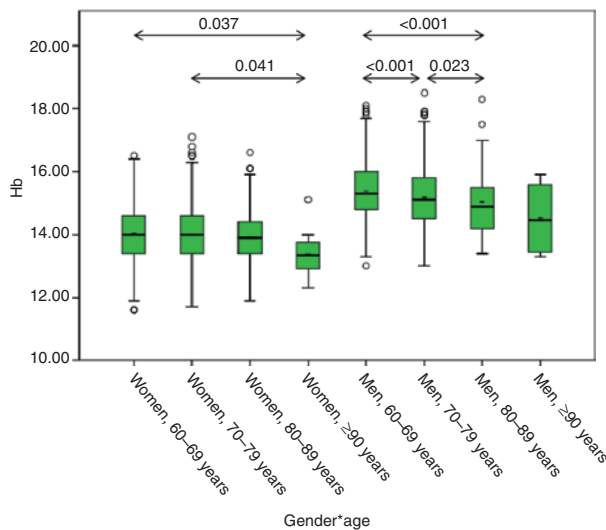 0.037
<0.001
0.041
<0.001
0.023
20.00
18.00
16.00
14.00
12.00
10.00
Hb
Women, 60–69 years
Women, 70–79 years
Women, 80–89 years
Women, ≥90 years
Men, 60–69 years
Men, 70–79 years
Men, 80–89 years
Men, ≥90 years
Gender*age